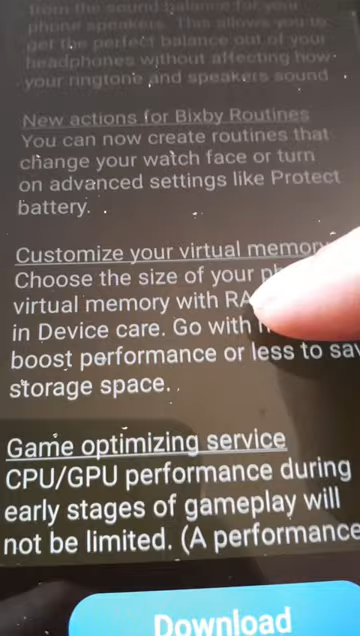 from the sound balance for your
phone speakers. This allows you to
get the perfect balance out of your
headphones without affecting how
your ringtone and speakers sound
New actions for Bixby Routines
You can now create routines that
change your watch face or turn
on advanced settings like Protect
battery.
Customize your virtual memory
Choose the size of your
virtual memory with RA
in Device care. Go with
boost performance or less to sav
storage space.
Game optimizing service
CPU/GPU performance during
early stages of gameplay will
not be limited. (A performance
Download